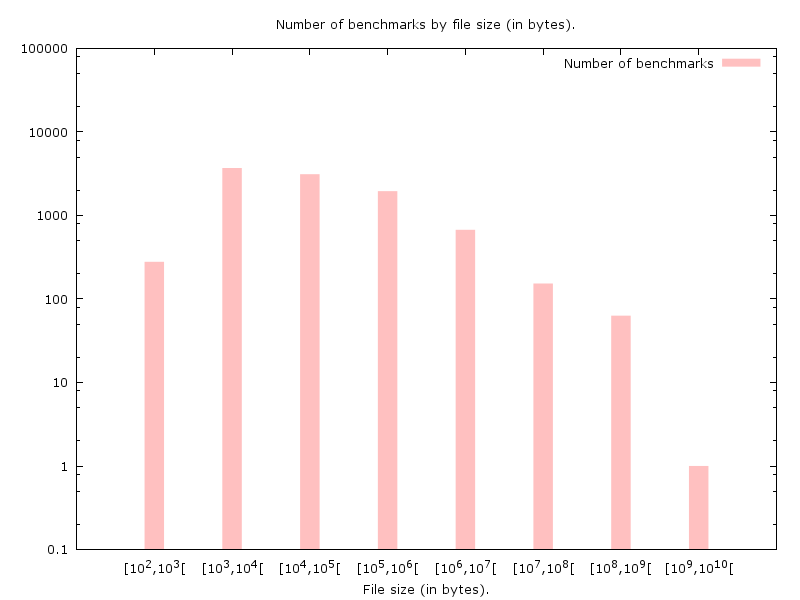 Number of benchmarks by file size (in bytes).
Number of benchmarks
100000
10000
1000
100
10
1
0.1
[10²,10³[ [10³,10⁴[ [10⁴,10⁵[ [10⁵,10⁶[ [10⁶,10⁷[ [10⁷,10⁸[ [10⁸,10⁹[ [10⁹,10¹⁰[
File size (in bytes).